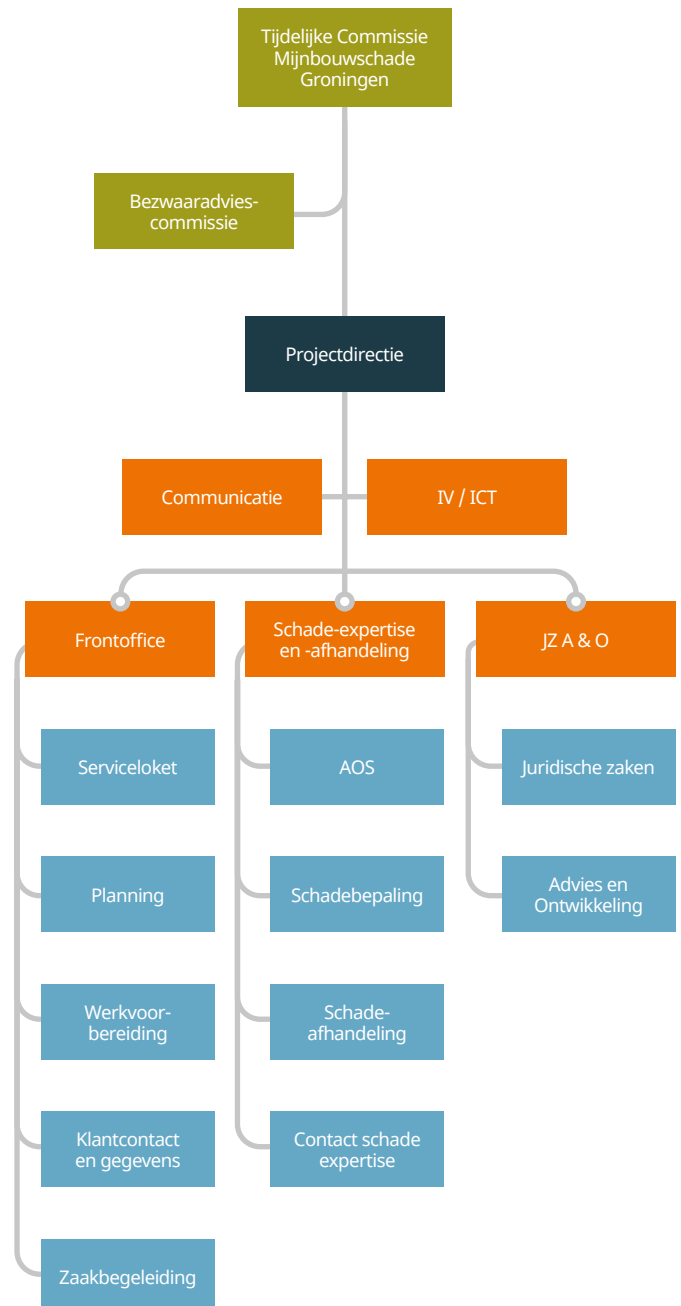 Tijdelijke Commissie
Mijnbouwschade
Groningen
Bezwaaradvies-
commissie
Projectdirectie
Communicatie
IV / ICT
Frontoffice
Schade-expertise
en -afhandeling
JZ A & O
Serviceloket
AOS
Juridische zaken
Planning
Schadebepaling
Advies en
Ontwikkeling
Werkvoor-
bereiding
Schade-
afhandeling
Klantcontact
en gegevens
Contact schade
expertise
Zaakbegeleiding